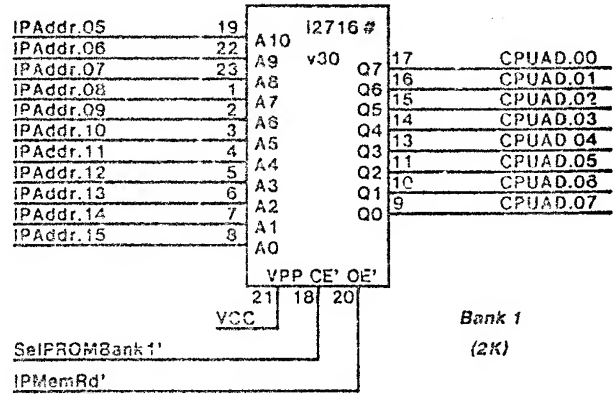 I2716 #
v30
IPAddr.05 19 A10
IPAddr.06 22 A9
IPAddr.07 23 A8
IPAddr.08 1 A7
IPAddr.09 2 A6
IPAddr.10 3 A5
IPAddr.11 4 A4
IPAddr.12 5 A3
IPAddr.13 6 A2
IPAddr.14 7 A1
IPAddr.15 8 A0
Q7 17 CPUAD.00
Q6 16 CPUAD.01
Q5 15 CPUAD.02
Q4 14 CPUAD.03
Q3 13 CPUAD 04
Q2 11 CPUAD.05
Q1 10 CPUAD.06
Q0 9 CPUAD.07
VPP CE' OE'
21 18 20
VCC
SelPROMBank1'
IPMemRd'
Bank 1
(2K)